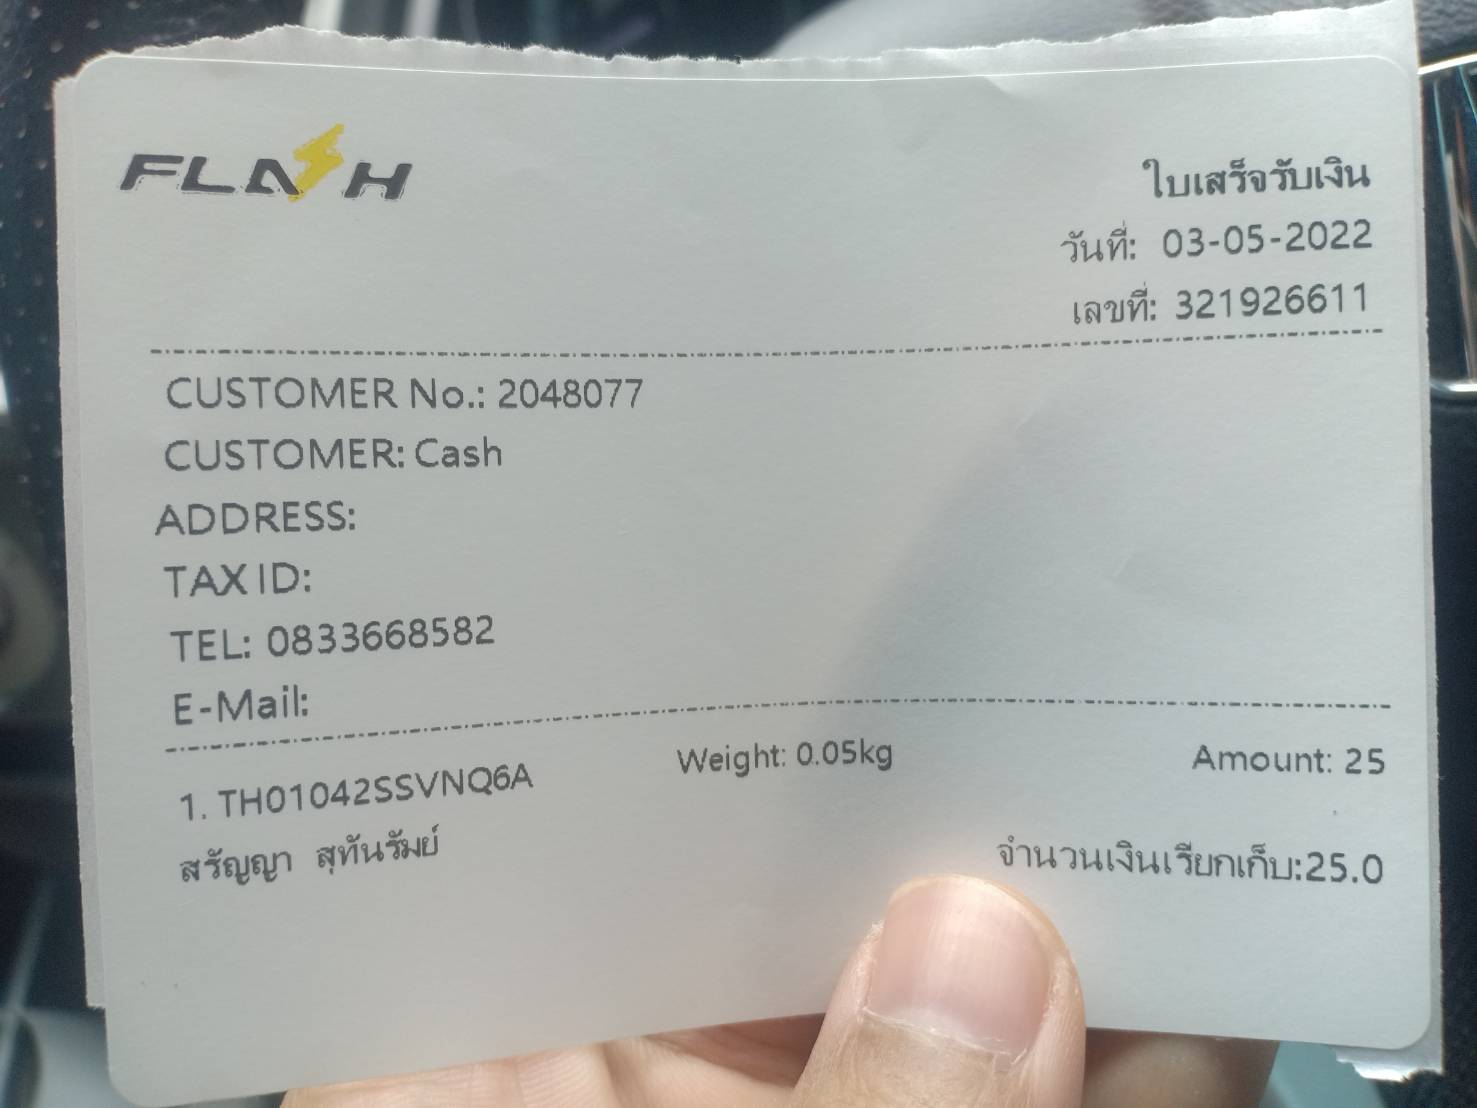 FLASH
ใบเสร็จรับเงิน
วันที่: 03-05-2022
เลขที่: 321926611
CUSTOMER No.: 2048077
CUSTOMER: Cash
ADDRESS:
TAX ID:
TEL: 0833668582
E-Mail:
1. TH01042SSVNQ6A Weight: 0.05kg Amount: 25
สรัญญา สุทันรัมย์ จำนวนเงินเรียกเก็บ:25.0